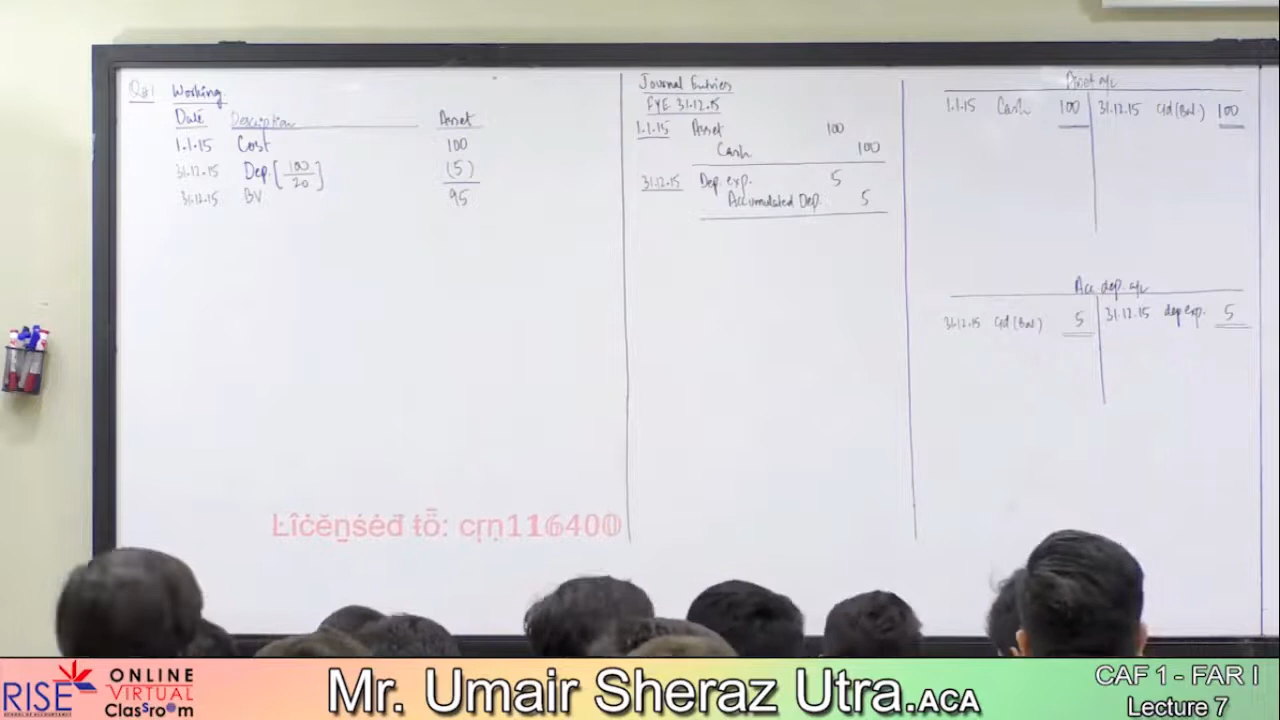 Q#1 Working
Date Description Asset
1.1.15 Cost 100
31.12.15 Dep. [100/20] (5)
31.12.15 BV 95
Journal Entries
FYE 31.12.15
1.1.15 Asset 100
Cash 100
31.12.15 Dep. exp. 5
Accumulated Dep. 5
Asset a/c
1.1.15 Cash 100 31.12.15 c/d (Bal.) 100
Acc. dep. a/c
31.12.15 c/d (Bal.) 5 31.12.15 dep exp. 5
Ŀîċěṉṡėđ ŧȭ: cṛṇ116400
RISE
ONLINE
VIRTUAL
ClassroOm
Mr. Umair Sheraz Utra.ACA
CAF 1 - FAR I
Lecture 7